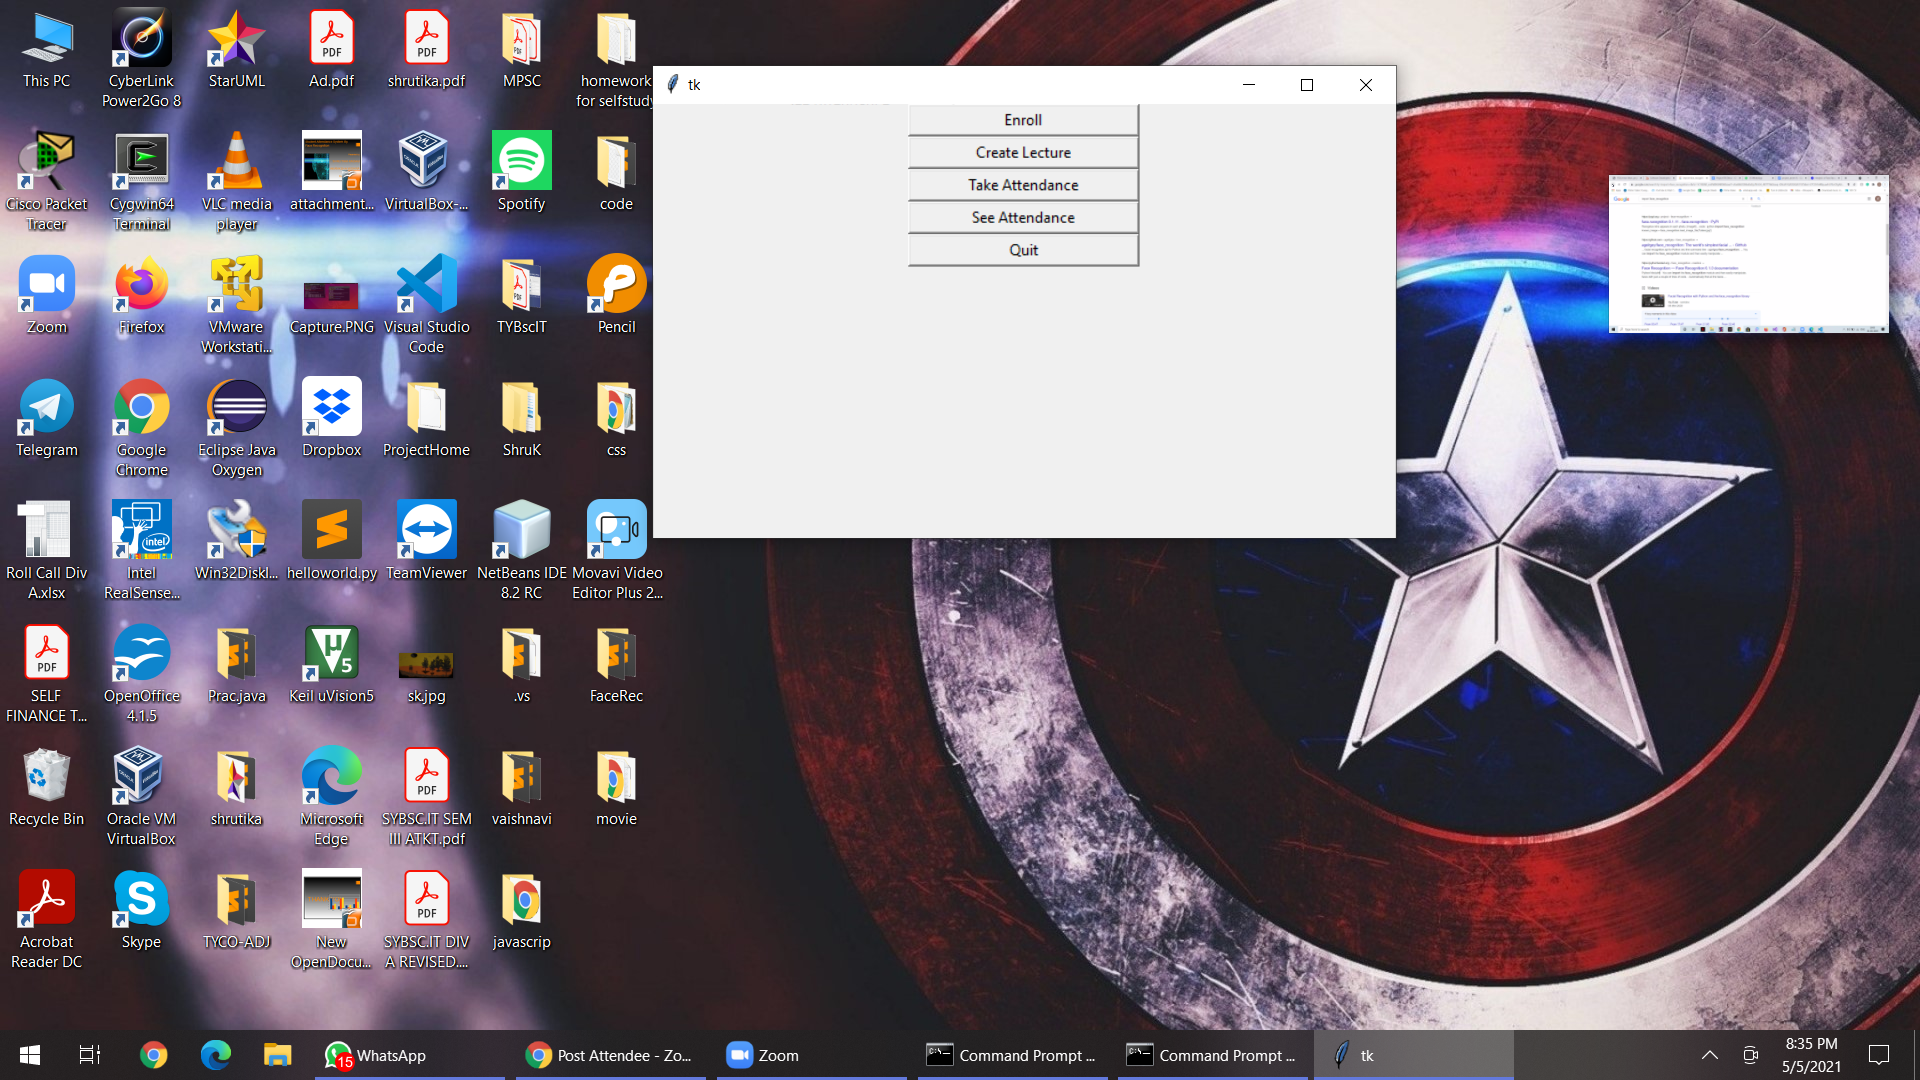 This PC
CyberLink
Power2Go 8
StarUML
Ad.pdf
shrutika.pdf
MPSC
homework
for selfstudy
Cisco Packet
Tracer
Cygwin64
Terminal
VLC media
player
attachment...
VirtualBox-...
Spotify
code
Zoom
Firefox
VMware
Workstati...
Capture.PNG
Visual Studio
Code
TYBscIT
Pencil
Telegram
Google
Chrome
Eclipse Java
Oxygen
Dropbox
ProjectHome
ShruK
css
Roll Call Div
A.xlsx
Intel
RealSense...
Win32DiskI...
helloworld.py
TeamViewer
NetBeans IDE
8.2 RC
Movavi Video
Editor Plus 2...
SELF
FINANCE T...
OpenOffice
4.1.5
Prac.java
Keil uVision5
sk.jpg
.vs
FaceRec
Recycle Bin
Oracle VM
VirtualBox
shrutika
Microsoft
Edge
SYBSC.IT SEM
III ATKT.pdf
vaishnavi
movie
Acrobat
Reader DC
Skype
TYCO-ADJ
New
OpenDocu...
SYBSC.IT DIV
A REVISED....
javascrip
tk
Enroll
Create Lecture
Take Attendance
See Attendance
Quit
Google
15
WhatsApp
Post Attendee - Zo...
Zoom
Command Prompt ...
Command Prompt ...
tk
8:35 PM
5/5/2021